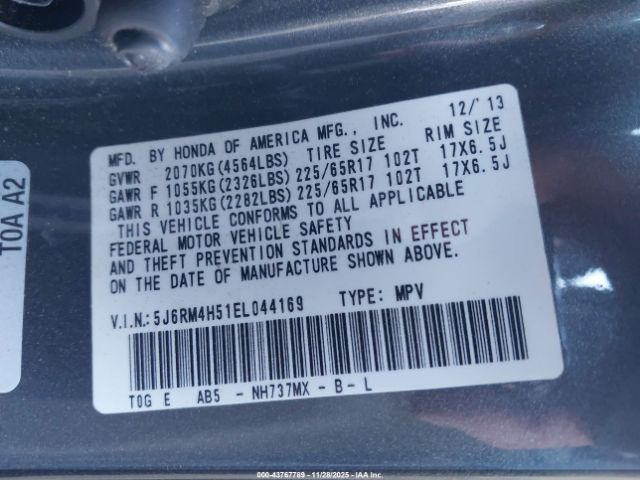 12/'13
MFD. BY HONDA OF AMERICA MFG., INC.
GVWR 2070KG(4564LBS) TIRE SIZE RIM SIZE
GAWR F 1055KG(2326LBS) 225/65R17 102T 17X6.5J
GAWR R 1035KG(2282LBS) 225/65R17 102T 17X6.5J
THIS VEHICLE CONFORMS TO ALL APPLICABLE
FEDERAL MOTOR VEHICLE SAFETY
AND THEFT PREVENTION STANDARDS IN EFFECT
ON THE DATE OF MANUFACTURE SHOWN ABOVE.
V.I.N.:5J6RM4H51EL044169 TYPE: MPV
T0G E AB5 - NH737MX - B - L
T0A A2
000-43767789 11/28/2025 IAA Inc.